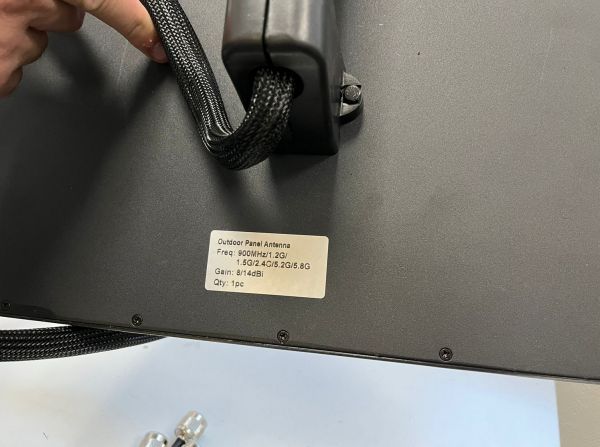 Outdoor Panel Antenna
Freq: 900MHz/1.2G/
1.5G/2.4G/5.2G/5.8G
Gain: 8/14dBi
Qty: 1pc